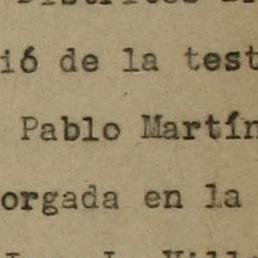 ió de la test
Pablo Martín
orgada en la